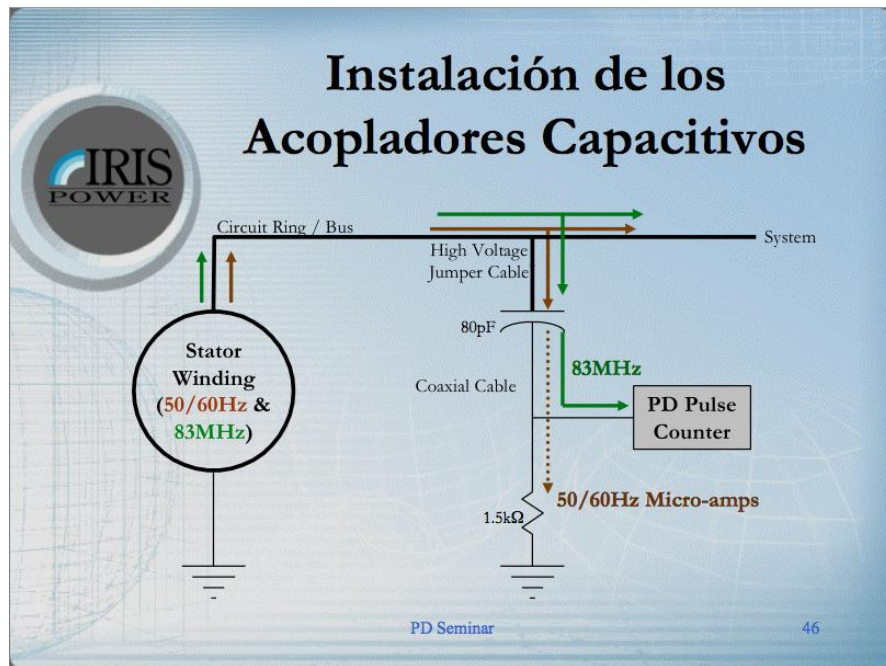 Instalación de los
Acopladores Capacitivos
IRIS
POWER
Circuit Ring / Bus
System
High Voltage
Jumper Cable
80pF
Stator
Winding
(50/60Hz &
83MHz)
83MHz
Coaxial Cable
PD Pulse
Counter
50/60Hz Micro-amps
1.5kΩ
PD Seminar
46